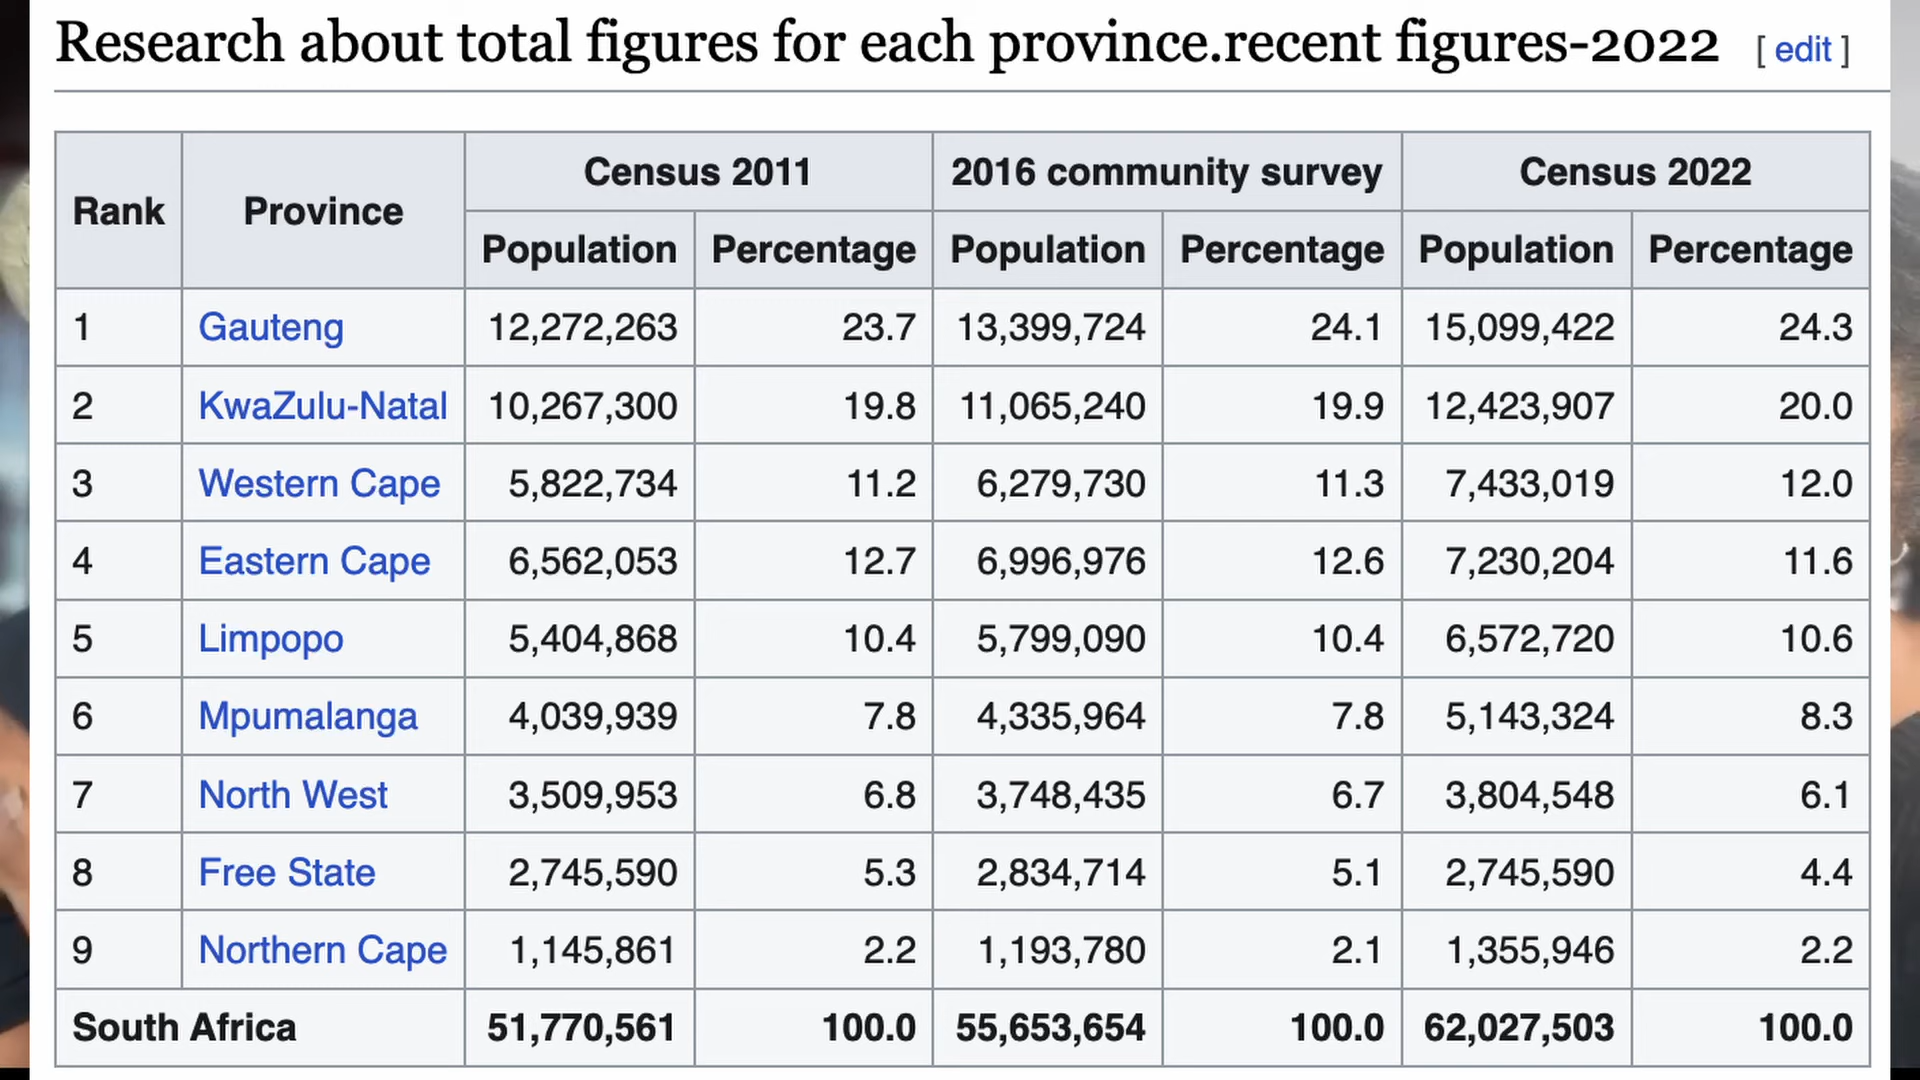 Research about total figures for each province.recent figures-2022 [ edit ]
Rank Province Census 2011 2016 community survey Census 2022
Population Percentage Population Percentage Population Percentage
1 Gauteng 12,272,263 23.7 13,399,724 24.1 15,099,422 24.3
2 KwaZulu-Natal 10,267,300 19.8 11,065,240 19.9 12,423,907 20.0
3 Western Cape 5,822,734 11.2 6,279,730 11.3 7,433,019 12.0
4 Eastern Cape 6,562,053 12.7 6,996,976 12.6 7,230,204 11.6
5 Limpopo 5,404,868 10.4 5,799,090 10.4 6,572,720 10.6
6 Mpumalanga 4,039,939 7.8 4,335,964 7.8 5,143,324 8.3
7 North West 3,509,953 6.8 3,748,435 6.7 3,804,548 6.1
8 Free State 2,745,590 5.3 2,834,714 5.1 2,745,590 4.4
9 Northern Cape 1,145,861 2.2 1,193,780 2.1 1,355,946 2.2
South Africa 51,770,561 100.0 55,653,654 100.0 62,027,503 100.0